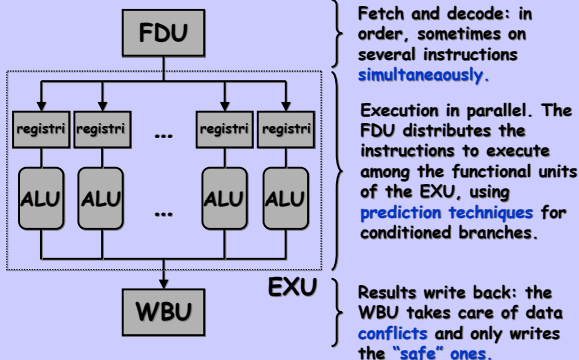 FDU
Fetch and decode: in
order, sometimes on
several instructions
simultaneaously.
registri registri ... registri registri
ALU ALU ... ALU ALU
Execution in parallel. The
FDU distributes the
instructions to execute
among the functional units
of the EXU, using
prediction techniques for
conditioned branches.
EXU
WBU
Results write back: the
WBU takes care of data
conflicts and only writes
the “safe” ones.